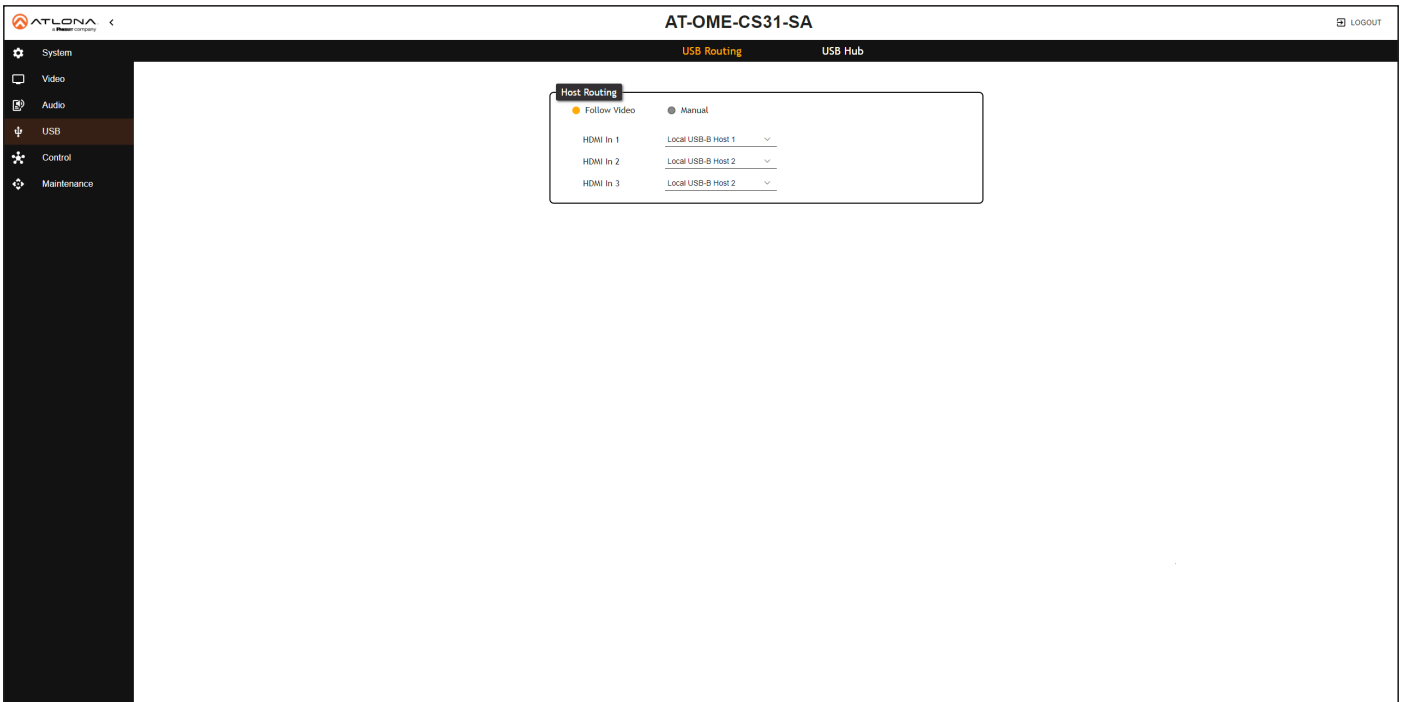 ATLONA
a Panduit company
<
AT-OME-CS31-SA
LOGOUT
System
Video
Audio
USB
Control
Maintenance
USB Routing
USB Hub
Host Routing
Follow Video
Manual
HDMI In 1
Local USB-B Host 1
HDMI In 2
Local USB-B Host 2
HDMI In 3
Local USB-B Host 2